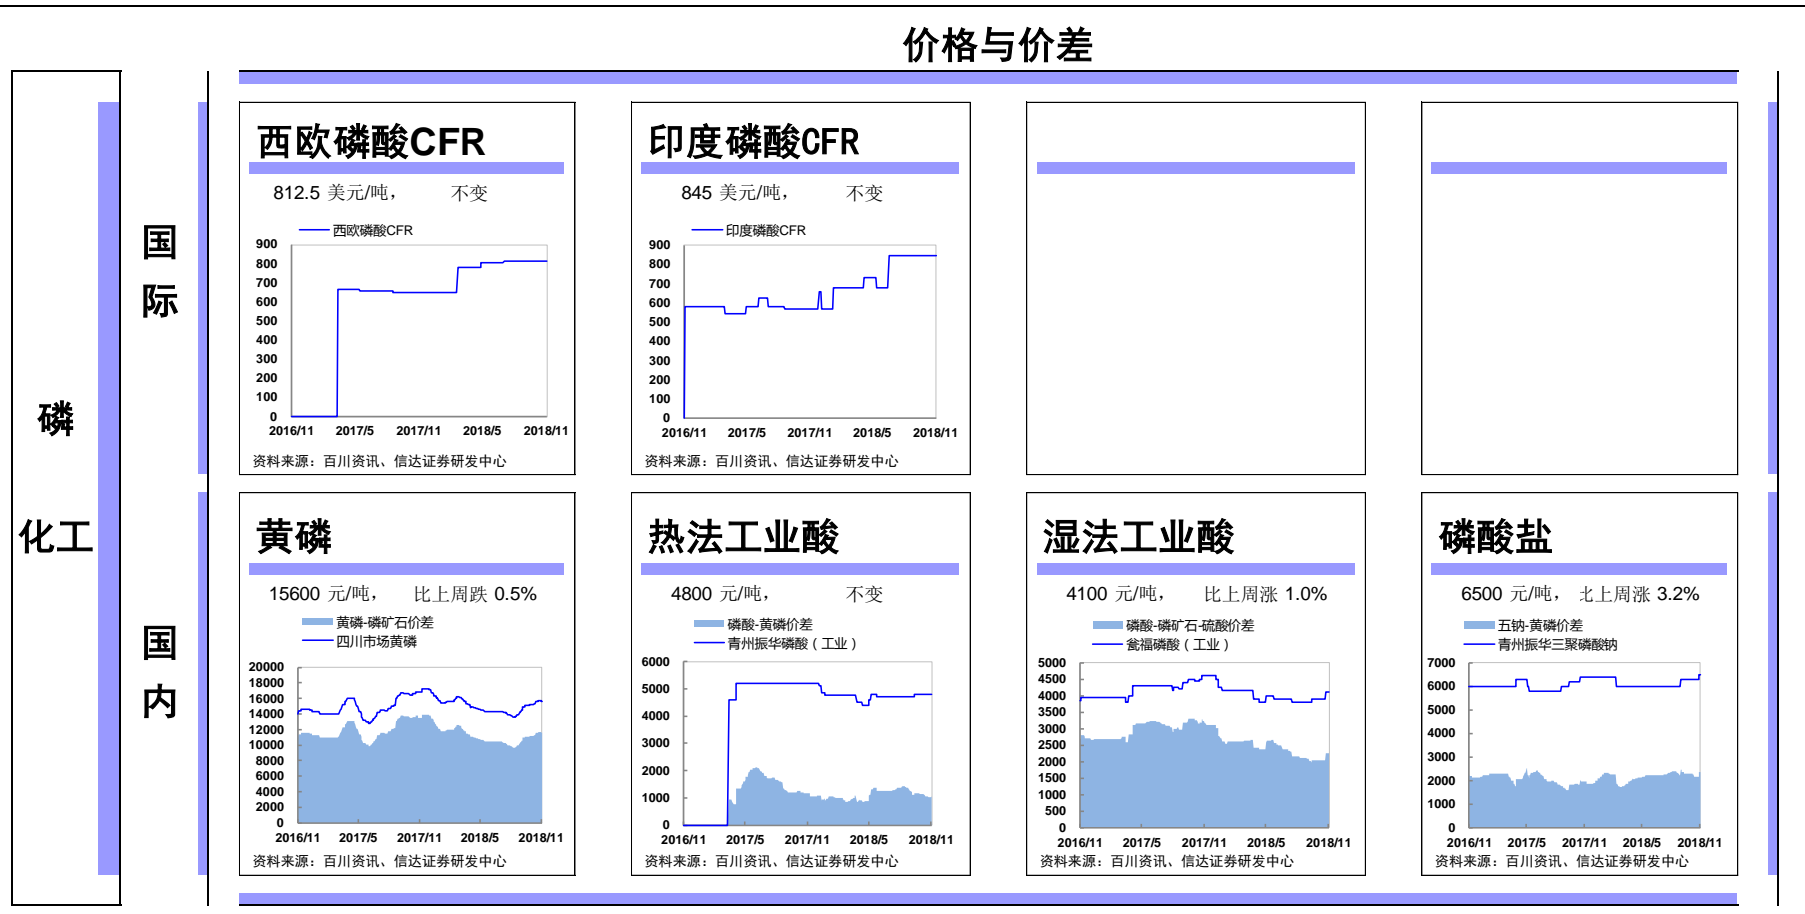 价格与价差
磷
化工
国
际
西欧磷酸CFR
812.5 美元/吨， 不变
西欧磷酸CFR
900
800
700
600
500
400
300
200
100
0
2016/11 2017/5 2017/11 2018/5 2018/11
资料来源：百川资讯、信达证券研发中心
印度磷酸CFR
845 美元/吨， 不变
印度磷酸CFR
900
800
700
600
500
400
300
200
100
0
2016/11 2017/5 2017/11 2018/5 2018/11
资料来源：百川资讯、信达证券研发中心
国
内
黄磷
15600 元/吨， 比上周跌 0.5%
黄磷-磷矿石价差
四川市场黄磷
20000
18000
16000
14000
12000
10000
8000
6000
4000
2000
0
2016/11 2017/5 2017/11 2018/5 2018/11
资料来源：百川资讯、信达证券研发中心
热法工业酸
4800 元/吨， 不变
磷酸-黄磷价差
青州振华磷酸（工业）
6000
5000
4000
3000
2000
1000
0
2016/11 2017/5 2017/11 2018/5 2018/11
资料来源：百川资讯、信达证券研发中心
湿法工业酸
4100 元/吨， 比上周涨 1.0%
磷酸-磷矿石-硫酸价差
瓮福磷酸（工业）
5000
4500
4000
3500
3000
2500
2000
1500
1000
500
0
2016/11 2017/5 2017/11 2018/5 2018/11
资料来源：百川资讯、信达证券研发中心
磷酸盐
6500 元/吨， 比上周涨 3.2%
五钠-黄磷价差
青州振华三聚磷酸钠
7000
6000
5000
4000
3000
2000
1000
0
2016/11 2017/5 2017/11 2018/5 2018/11
资料来源：百川资讯、信达证券研发中心